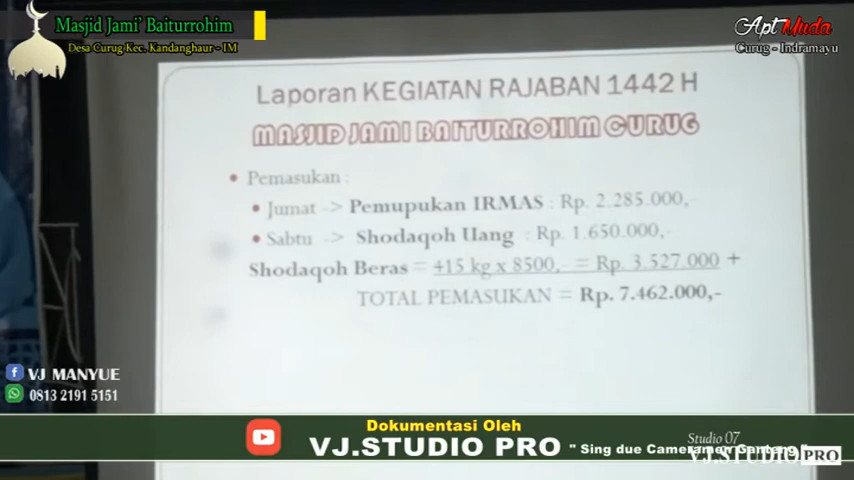 Masjid Jami' Baiturrohim
Desa Curug Kec. Kandanghaur - IM
Apt Muda
Curug - Indramayu
Laporan KEGIATAN RAJABAN 1442 H
MASJID JAMI BAITURROHIM CURUG
• Pemasukan :
• Jumat -> Pemupukan IRMAS : Rp. 2.285.000,-
• Sabtu -> Shodaqoh Uang : Rp. 1.650.000,-
Shodaqoh Beras = 415 kg x 8500,- = Rp. 3.527.000 +
TOTAL PEMASUKAN = Rp. 7.462.000,-
VJ MANYUE
0813 2191 5151
Dokumentasi Oleh
VJ.STUDIO PRO
" Sing due Cameramen Ganteng "
Studio 07
VJ.STUDIO PRO